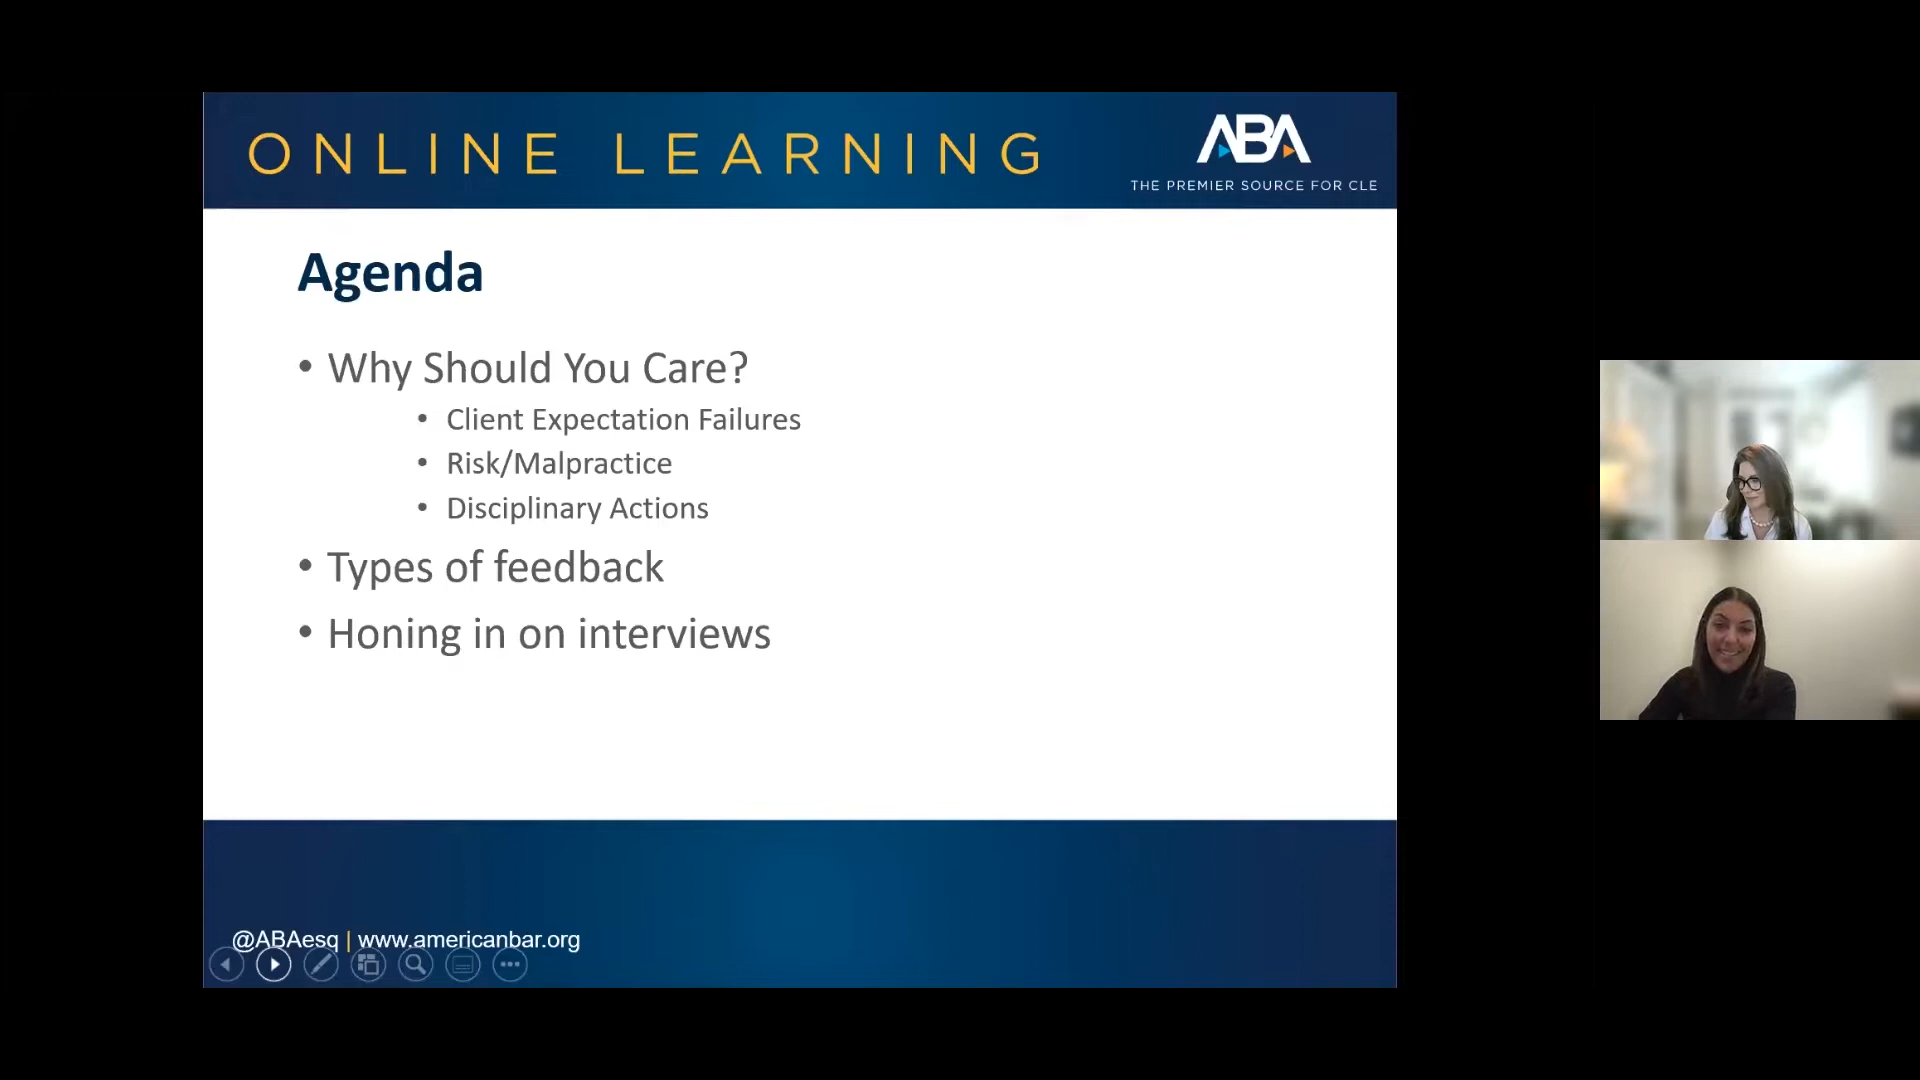 ONLINE LEARNING
ABA
THE PREMIER SOURCE FOR CLE
Agenda
• Why Should You Care?
• Client Expectation Failures
• Risk/Malpractice
• Disciplinary Actions
• Types of feedback
• Honing in on interviews
@ABAesq | www.americanbar.org